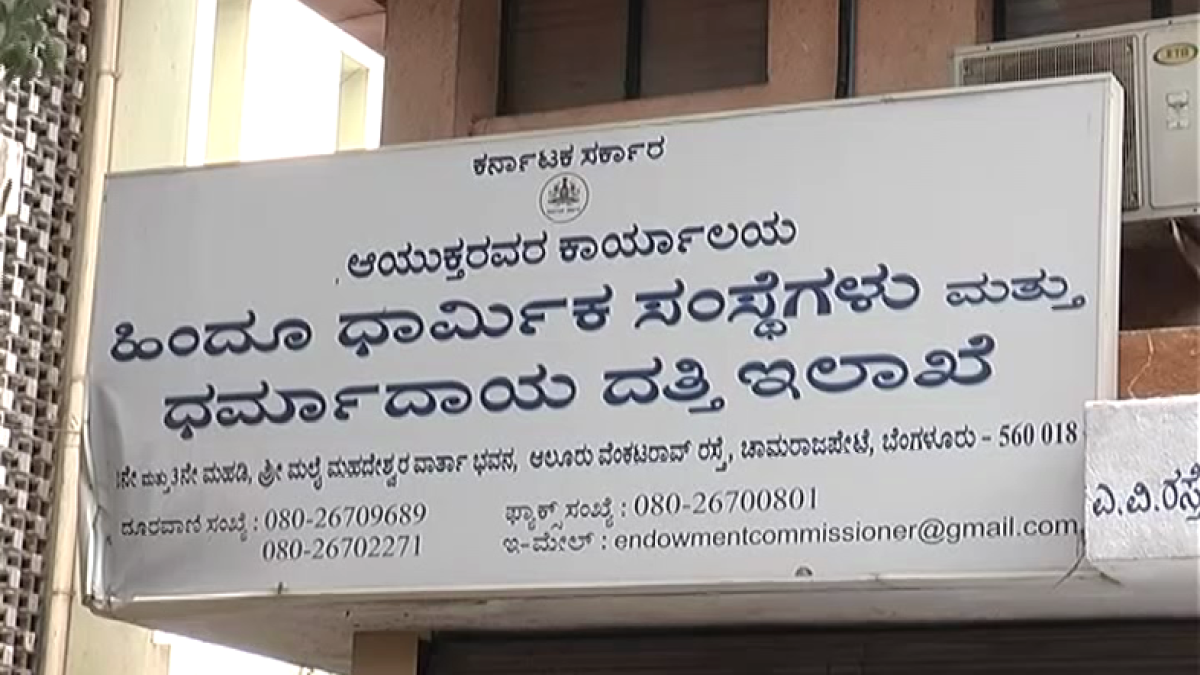 ಕರ್ನಾಟಕ ಸರ್ಕಾರ
ಆಯುಕ್ತರವರ ಕಾರ್ಯಾಲಯ
ಹಿಂದೂ ಧಾರ್ಮಿಕ ಸಂಸ್ಥೆಗಳು ಮತ್ತು
ಧರ್ಮಾದಾಯ ದತ್ತಿ ಇಲಾಖೆ
ಮತ್ತು 3ನೇ ಮಹಡಿ, ಶ್ರೀ ಮಲೈ ಮಹದೇಶ್ವರ ವಾರ್ತಾ ಭವನ, ಆಲೂರು ವೆಂಕಟರಾವ್ ರಸ್ತೆ, ಚಾಮರಾಜಪೇಟೆ, ಬೆಂಗಳೂರು - 560 018
ದೂರವಾಣಿ ಸಂಖ್ಯೆ : 080-26709689
080-26702271
ಫ್ಯಾಕ್ಸ್ ಸಂಖ್ಯೆ : 080-26700801
ಇ-ಮೇಲ್ : endowmentcommissioner@gmail.com
ಎ.ವಿ.ರಸ್ತೆ